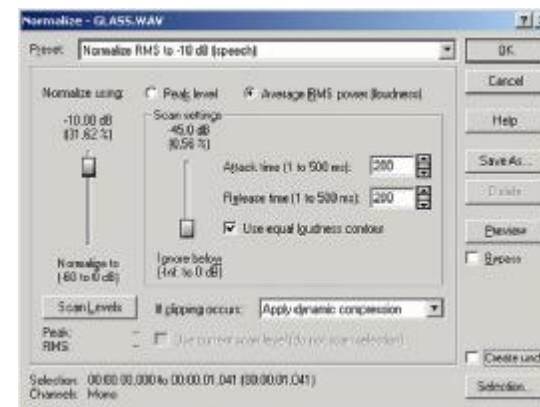 Normalize - GLASS.WAV
Preset: Normalize RMS to -10 dB (speech)
OK
Cancel
Help
Save As...
Delete
Preview
Bypass
Create und
Selection...
Normalize using:
Peak level
Average RMS power (loudness)
-10.00 dB
(31.62 %)
Normalize to
(-60 to 0 dB)
Scan settings
-45.0 dB
(0.56 %)
Ignore below
(-Inf. to 0 dB)
Attack time (1 to 500 ms): 200
Release time (1 to 500 ms): 200
Use equal loudness contour
Scan Levels
If clipping occurs: Apply dynamic compression
Peak: -
RMS: -
Use current scan level (do not scan selection)
Selection: 00:00:00.000 to 00:00:01.041 (00:00:01.041)
Channels: Mono